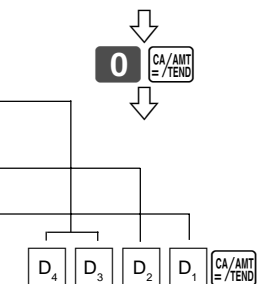 0 CA/AMT
= /TEND
D4 D3 D2 D1 CA/AMT
= /TEND